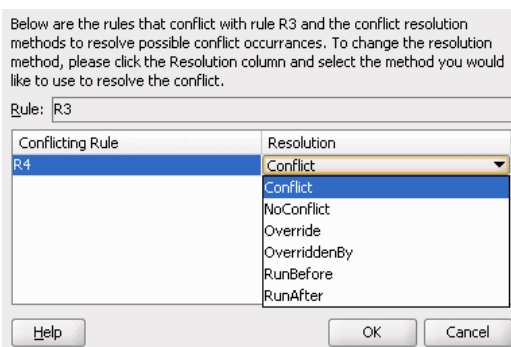 Below are the rules that conflict with rule R3 and the conflict resolution
methods to resolve possible conflict occurrances. To change the resolution
method, please click the Resolution column and select the method you would
like to use to resolve the conflict.
Rule: R3
Conflicting Rule Resolution
R4 Conflict
Conflict
NoConflict
Override
OverriddenBy
RunBefore
RunAfter
Help OK Cancel